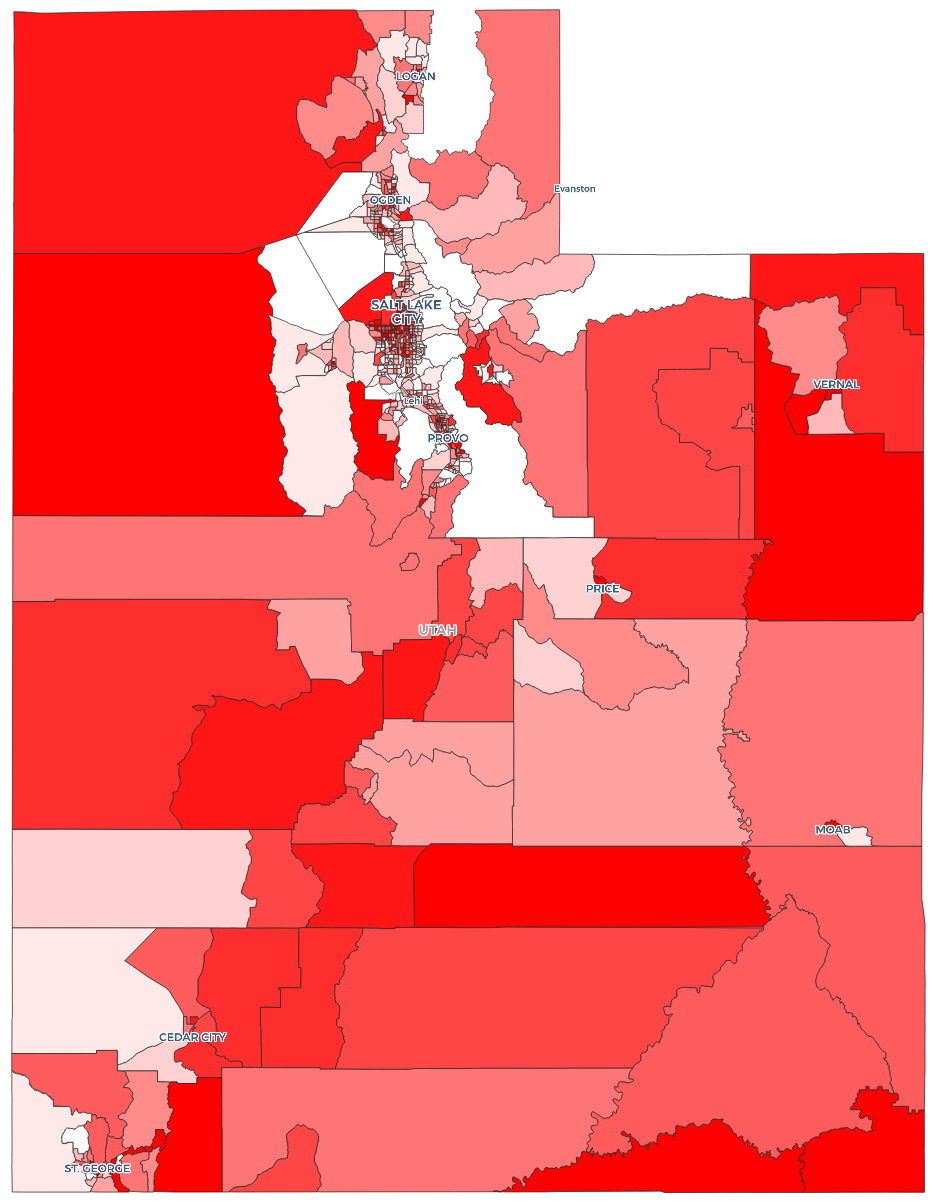 LOGAN
Evanston
OGDEN
SALT LAKE
CITY
VERNAL
Lehi
PROVO
PRICE
UTAH
MOAB
CEDAR CITY
ST. GEORGE